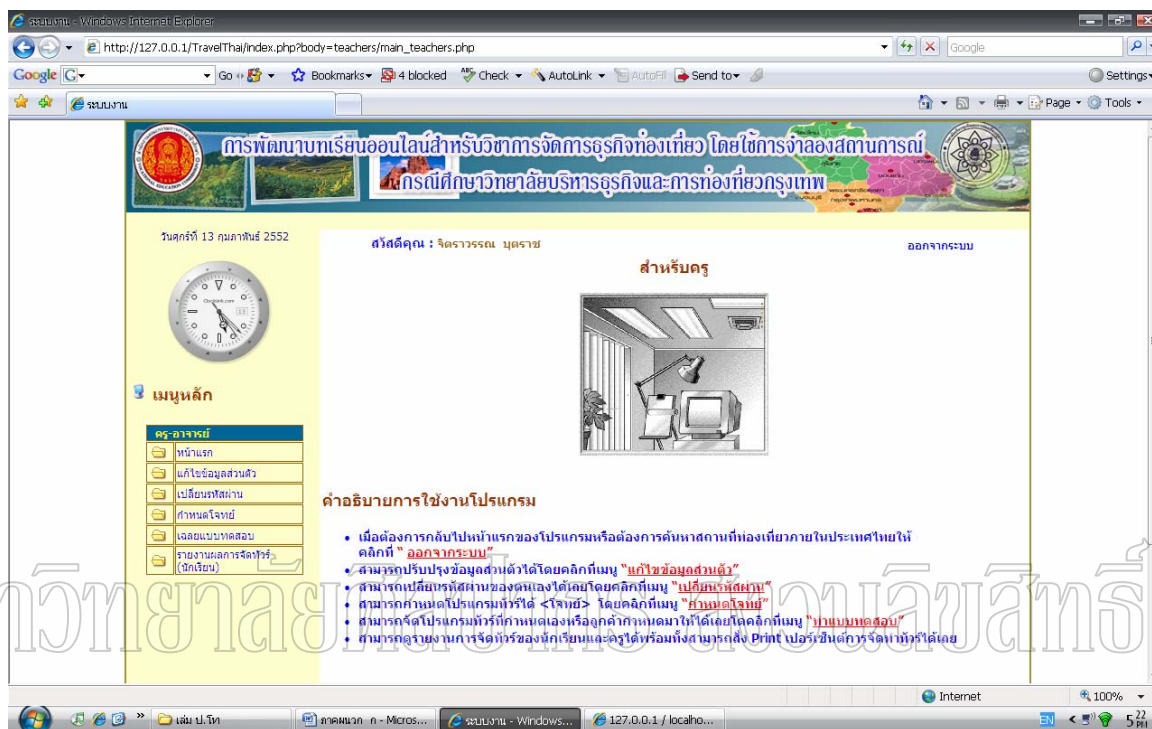 ระบบงาน - Windows Internet Explorer
http://127.0.0.1/TravelThai/index.php?body=teachers/main_teachers.php
Google
Google
Go
Bookmarks
4 blocked
Check
AutoLink
AutoFill
Send to
Settings
ระบบงาน
Page
Tools
การพัฒนาบทเรียนออนไลน์สำหรับวิชาการจัดการธุรกิจท่องเที่ยว โดยใช้การจำลองสถานการณ์
กรณีศึกษาวิทยาลัยบริหารธุรกิจและการท่องเที่ยวกรุงเทพ
วันศุกร์ที่ 13 กุมภาพันธ์ 2552
สวัสดีคุณ : จิตราวรรณ บุตราช
ออกจากระบบ
สำหรับครู
เมนูหลัก
ครู-อาจารย์
หน้าแรก
แก้ไขข้อมูลส่วนตัว
เปลี่ยนรหัสผ่าน
กำหนดโจทย์
เฉลยแบบทดสอบ
รายงานผลการจัดทัวร์
(นักเรียน)
คำอธิบายการใช้งานโปรแกรม
เมื่อต้องการกลับไปหน้าแรกของโปรแกรมหรือต้องการค้นหาสถานที่ท่องเที่ยวภายในประเทศไทยให้
คลิกที่ " ออกจากระบบ"
สามารถปรับปรุงข้อมูลส่วนตัวได้โดยคลิกที่เมนู "แก้ไขข้อมูลส่วนตัว"
สามารถเปลี่ยนรหัสผ่านของตนเองได้เลยโดยคลิกที่เมนู "เปลี่ยนรหัสผ่าน"
สามารถกำหนดโปรแกรมทัวร์ได้ <โจทย์> โดยคลิกที่เมนู "กำหนดโจทย์"
สามารถจัดโปรแกรมทัวร์ที่กำหนดเองหรือลูกค้ากำหนดมาให้ได้เลยโดคลิกที่เมนู "ทำแบบทดสอบ"
สามารถดูรายงานการจัดทัวร์ของนักเรียนและครูได้พร้อมทั้งสามารถสั่ง Print เปอร์เซ็นต์การจัดทำทัวร์ได้เลย
Internet
100%
เล่ม ป.โท
ภาคผนวก ก - Micros...
ระบบงาน - Windows...
127.0.0.1 / localho...
EN
5 22 PM